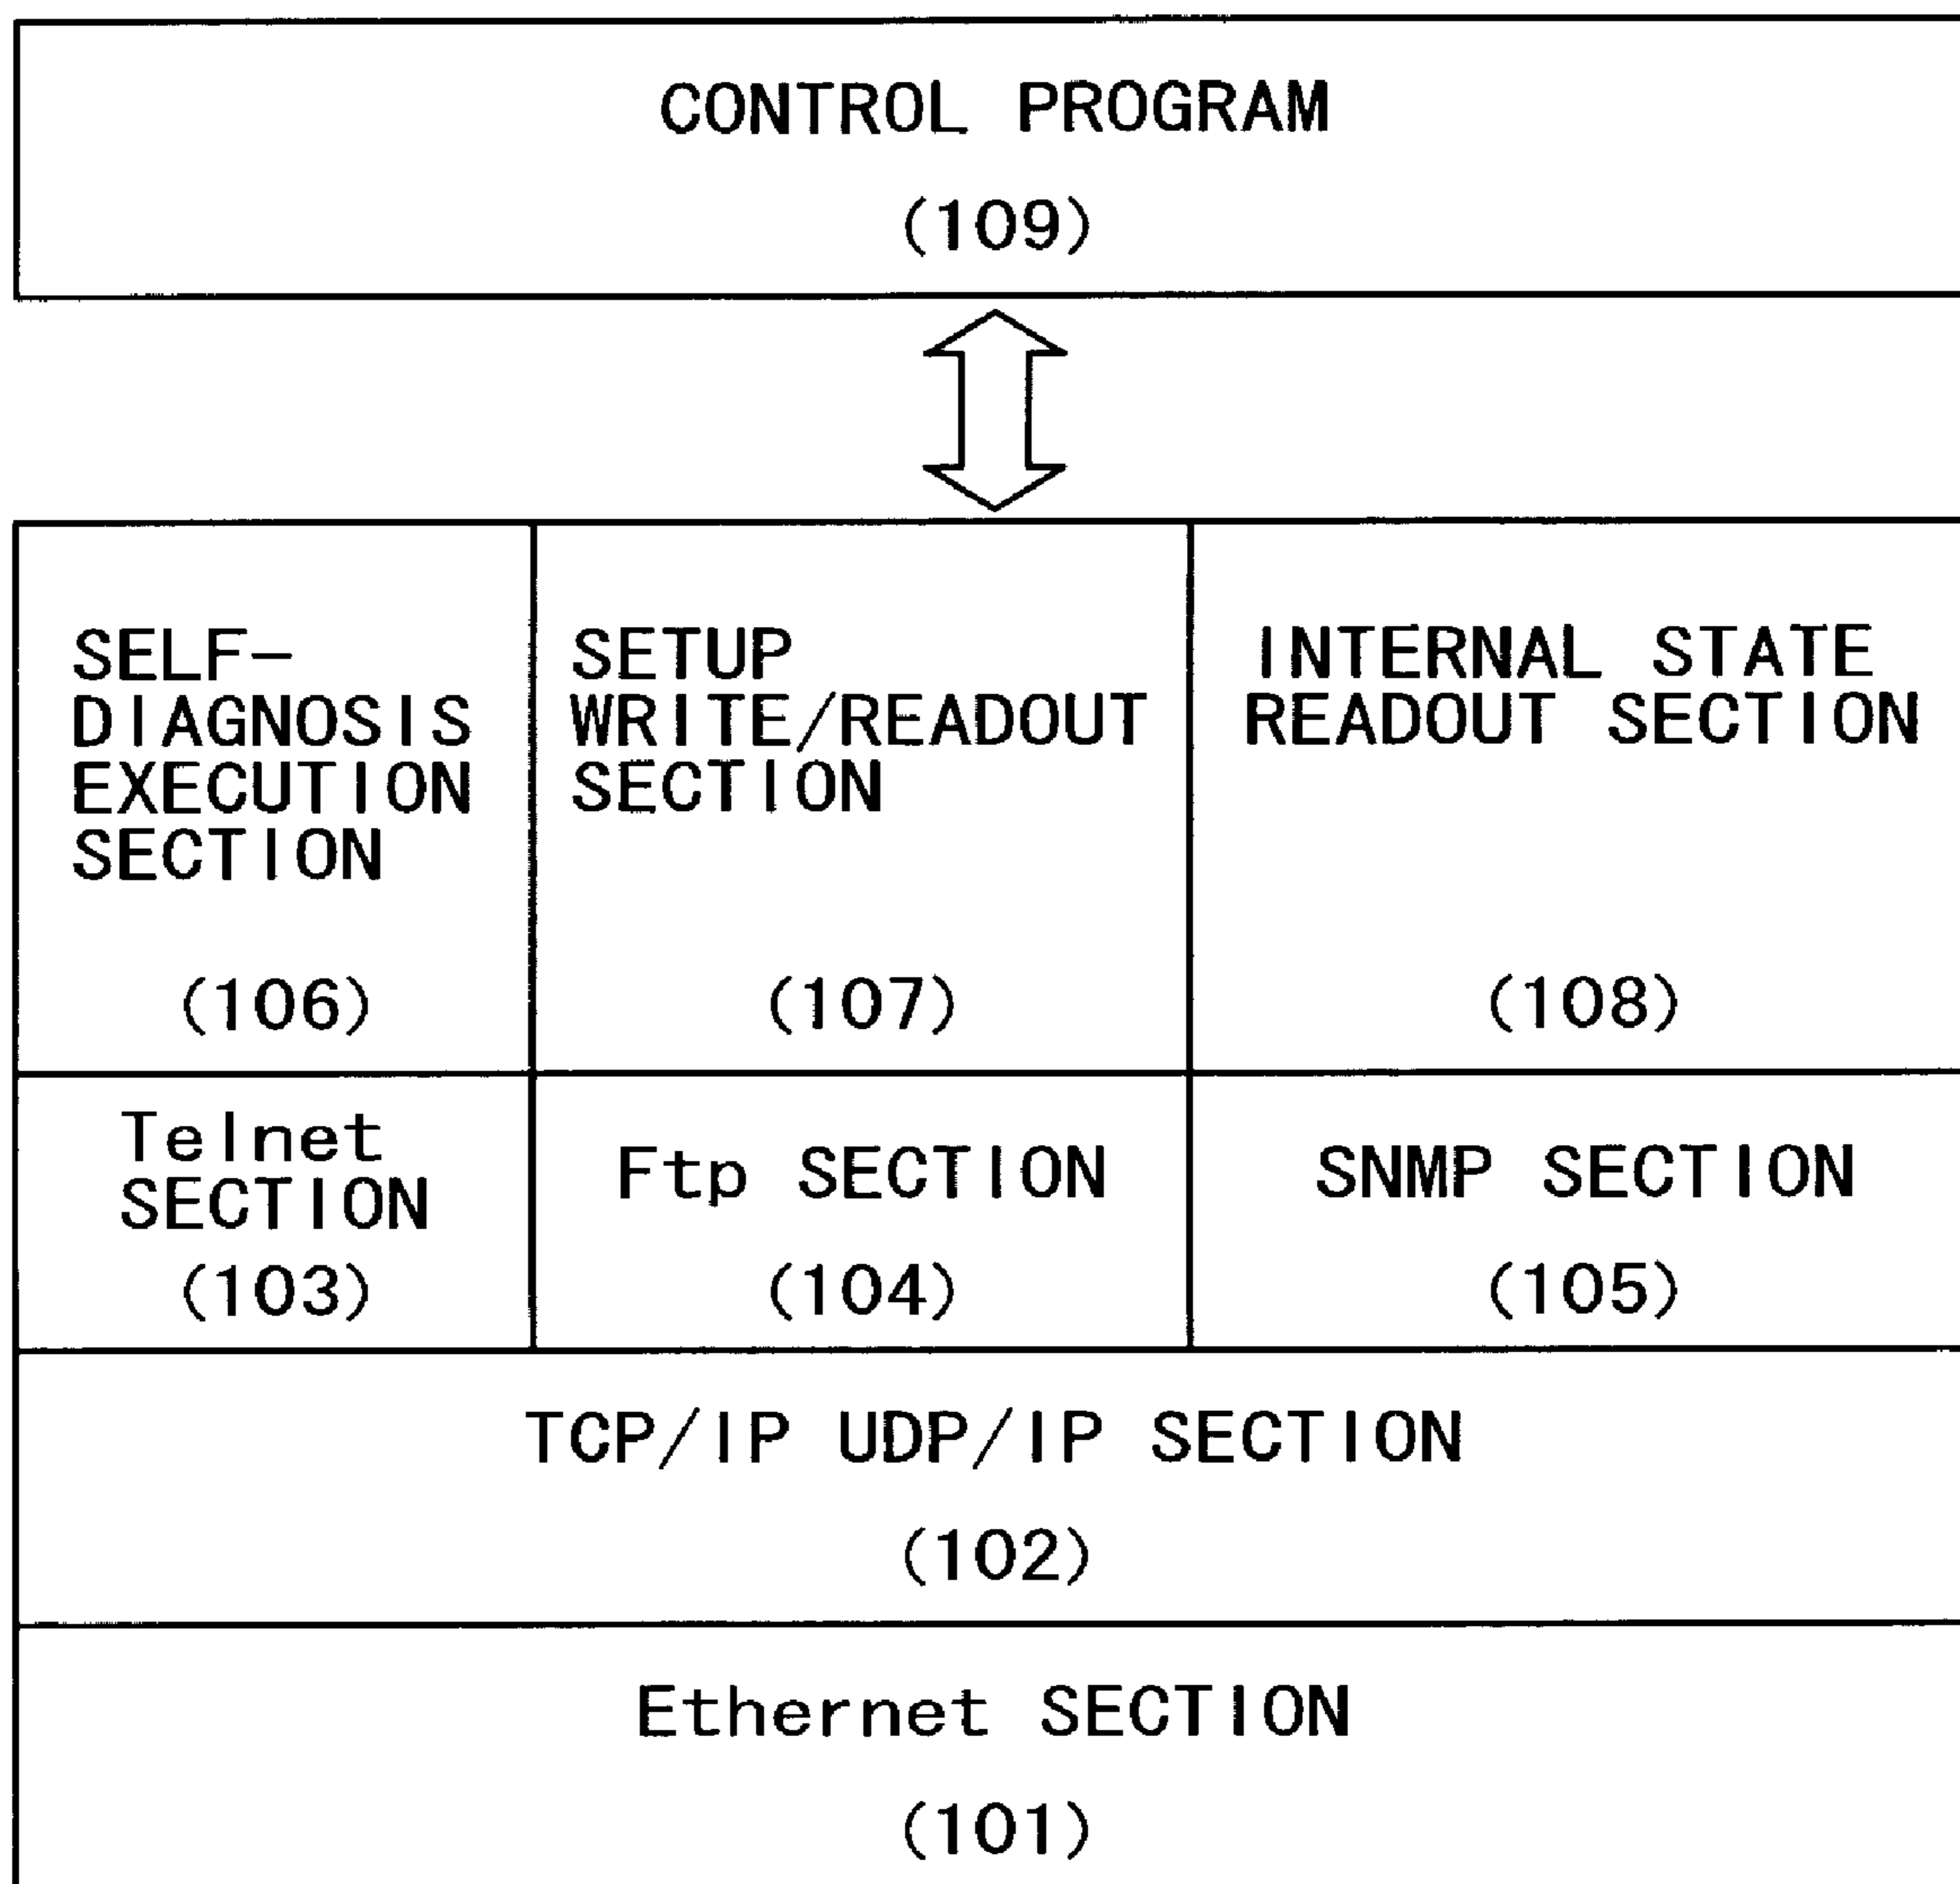 CONTROL PROGRAM
(109)
SELF-
DIAGNOSIS
EXECUTION
SECTION
(106)
SETUP
WRITE/READOUT
SECTION
(107)
INTERNAL STATE
READOUT SECTION
(108)
Telnet
SECTION
(103)
Ftp SECTION
(104)
SNMP SECTION
(105)
TCP/IP UDP/IP SECTION
(102)
Ethernet SECTION
(101)